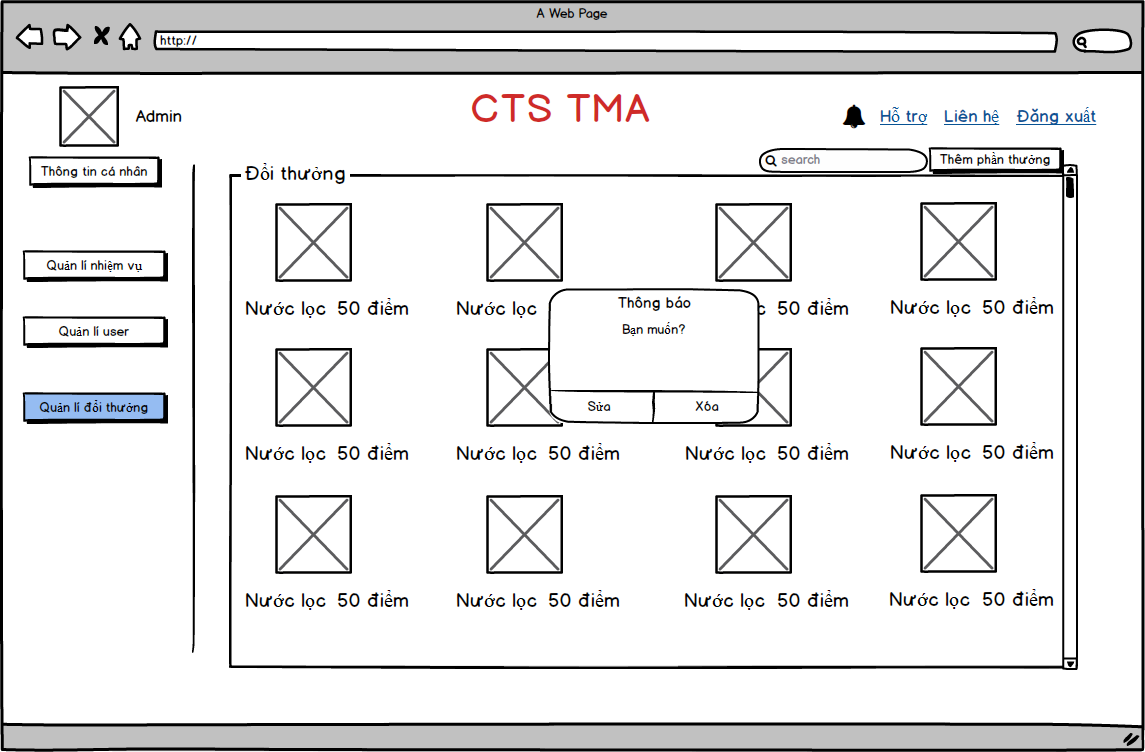 A Web Page
http://
Admin
CTS TMA
Hỗ trợ Liên hệ Đăng xuất
search
Thêm phần thưởng
Thông tin cá nhân
Quản lí nhiệm vụ
Quản lí user
Quản lí đổi thưởng
Đổi thưởng
Nước lọc 50 điểm
Nước lọc
50 điểm
Nước lọc 50 điểm
Thông báo
Bạn muốn?
Sửa
Xóa
Nước lọc 50 điểm
Nước lọc 50 điểm
Nước lọc 50 điểm
Nước lọc 50 điểm
Nước lọc 50 điểm
Nước lọc 50 điểm
Nước lọc 50 điểm
Nước lọc 50 điểm